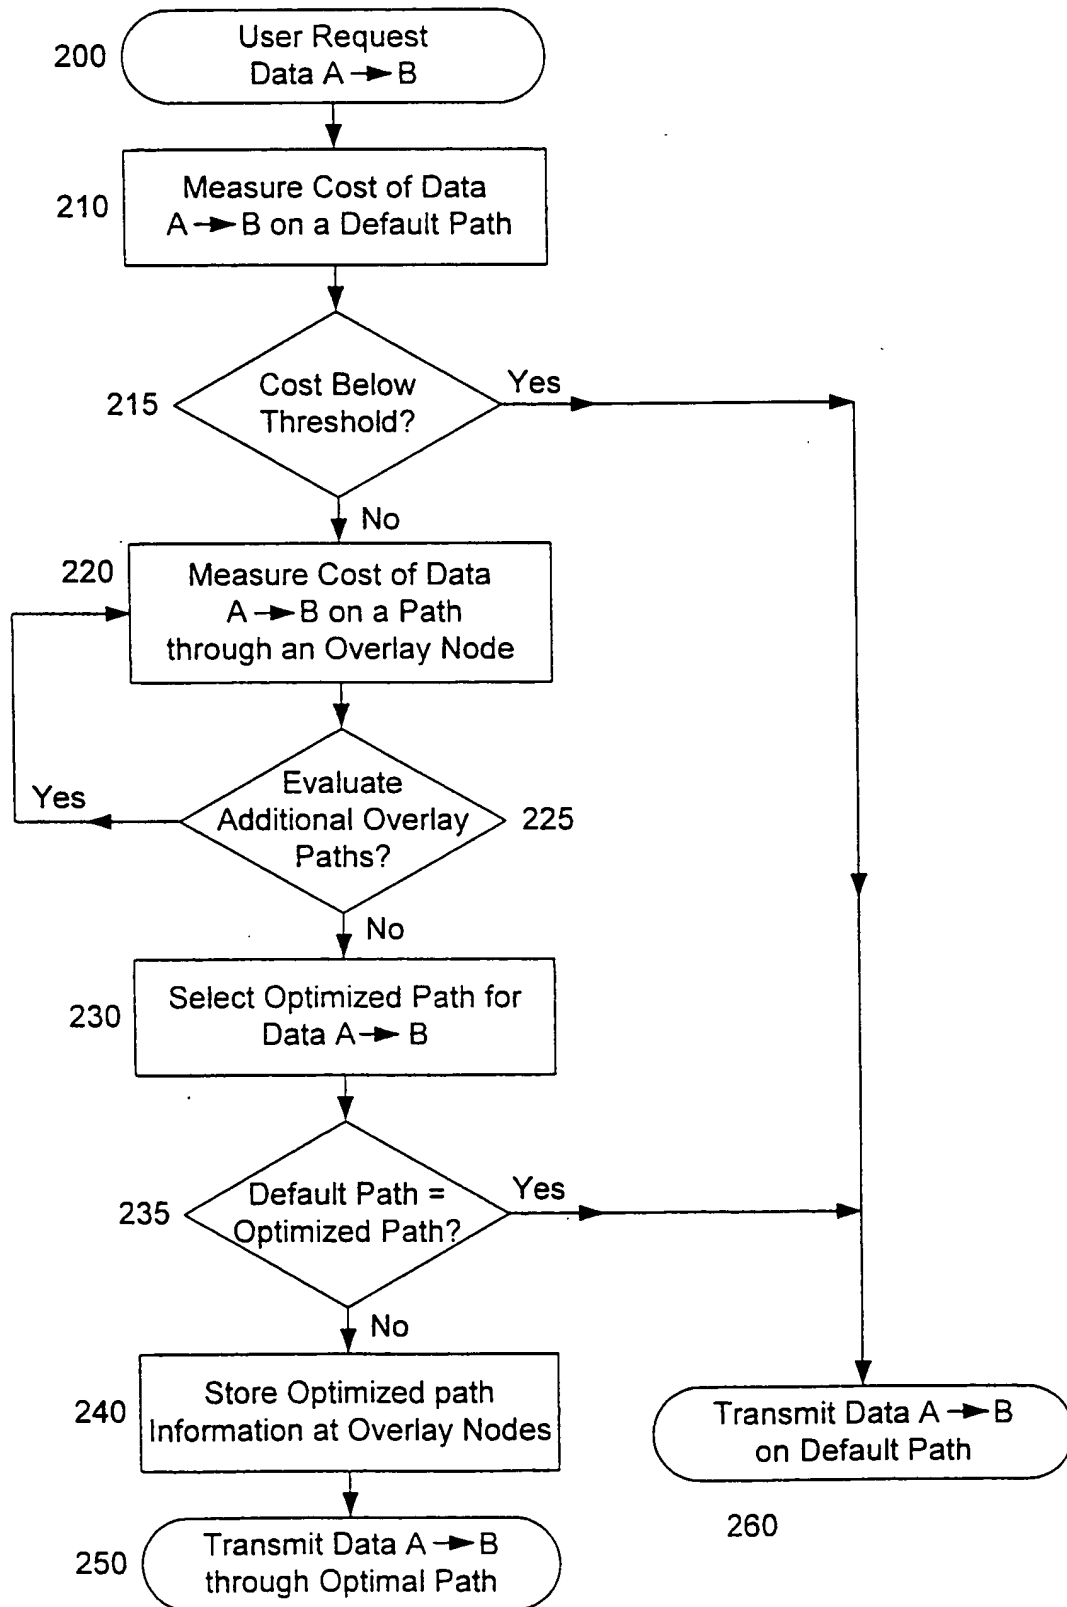 200
User Request
Data A → B
210
Measure Cost of Data
A → B on a Default Path
215
Cost Below
Threshold?
Yes
No
220
Measure Cost of Data
A → B on a Path
through an Overlay Node
Yes
Evaluate
Additional Overlay
Paths?
225
No
230
Select Optimized Path for
Data A → B
235
Default Path =
Optimized Path?
Yes
No
240
Store Optimized path
Information at Overlay Nodes
Transmit Data A → B
on Default Path
260
250
Transmit Data A → B
through Optimal Path